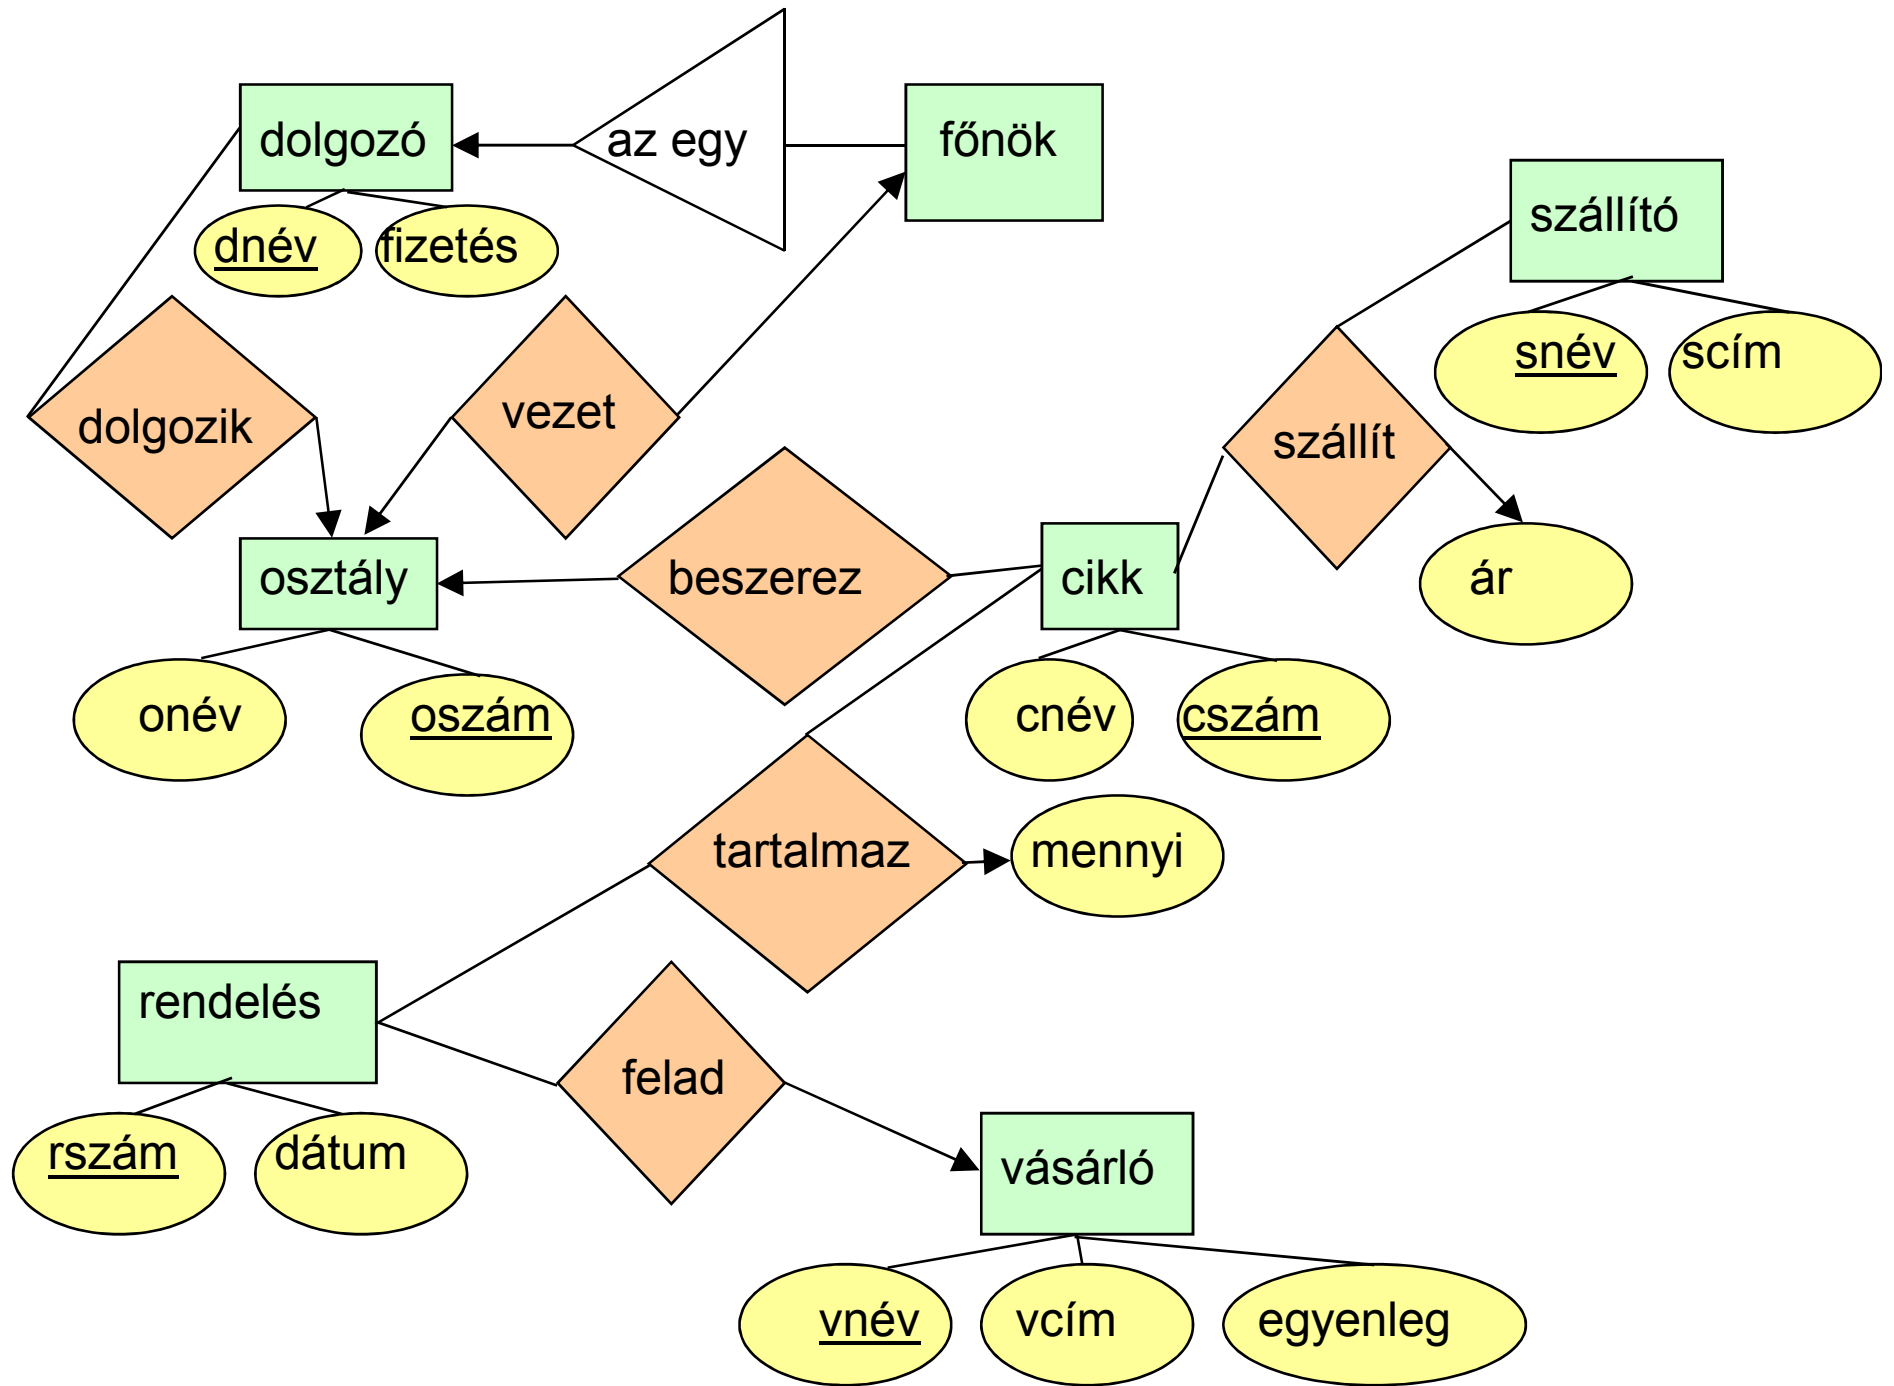 dolgozó
az egy
főnök
szállító
dnév
fizetés
snév
scím
dolgozik
vezet
szállít
osztály
beszerez
cikk
ár
onév
oszám
cnév
cszám
tartalmaz
mennyi
rendelés
felad
rszám
dátum
vásárló
vnév
vcím
egyenleg